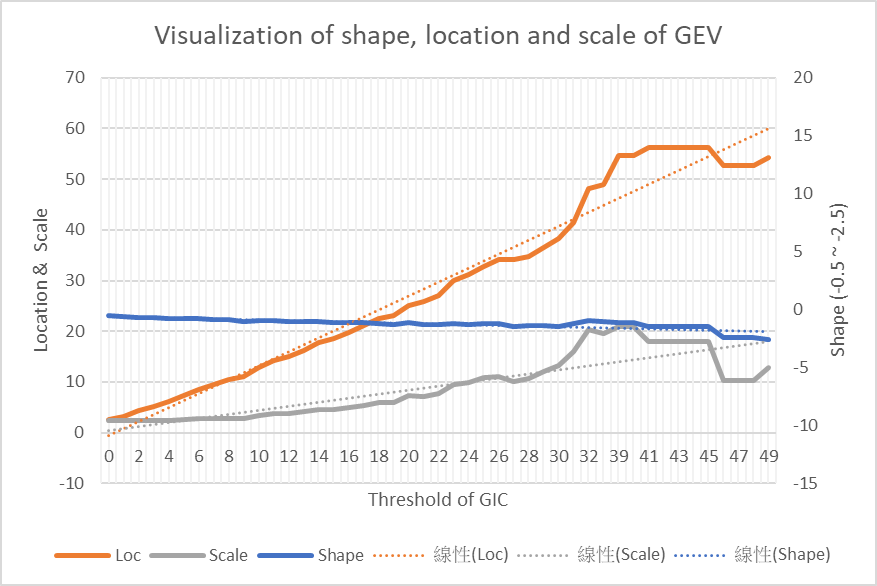 Visualization of shape, location and scale of GEV
70
60
50
40
30
20
10
0
-10
Location & Scale
20
15
10
5
0
-5
-10
-15
Shape (-0.5 ~ -2.5)
0 2 4 6 8 10 12 14 16 18 20 22 24 26 28 30 32 39 41 43 45 47 49
Threshold of GIC
Loc Scale Shape 線性(Loc) 線性(Scale) 線性(Shape)